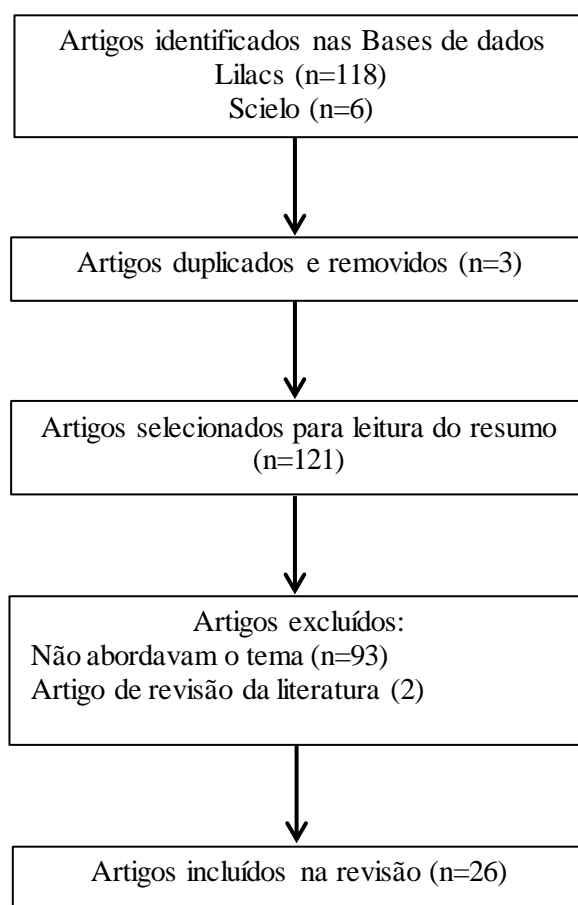 Artigos identificados nas Bases de dados
Lilacs (n=118)
Scielo (n=6)
Artigos duplicados e removidos (n=3)
Artigos selecionados para leitura do resumo
(n=121)
Artigos excluídos:
Não abordavam o tema (n=93)
Artigo de revisão da literatura (2)
Artigos incluídos na revisão (n=26)